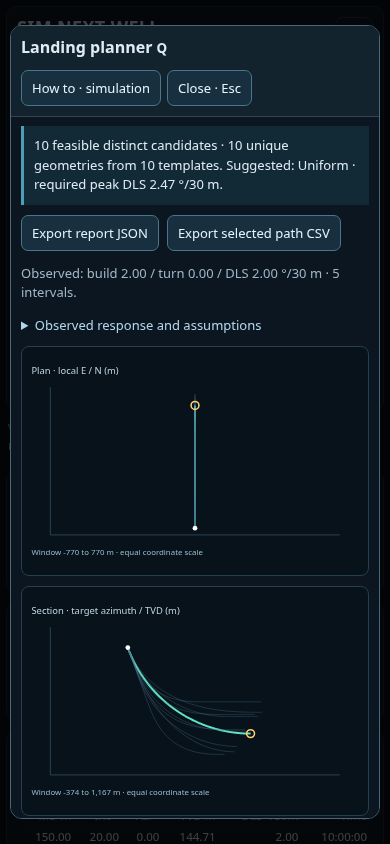 SIM NEXT WELL
Landing planner Q
How to · simulation
Close · Esc
10 feasible distinct candidates · 10 unique
geometries from 10 templates. Suggested: Uniform ·
required peak DLS 2.47 °/30 m.
Export report JSON
Export selected path CSV
Observed: build 2.00 / turn 0.00 / DLS 2.00 °/30 m · 5
intervals.
▶ Observed response and assumptions
Plan · local E / N (m)
Window -770 to 770 m · equal coordinate scale
Section · target azimuth / TVD (m)
Window -374 to 1,167 m · equal coordinate scale
150.00 20.00 0.00 144.71 2.00 10:00:00